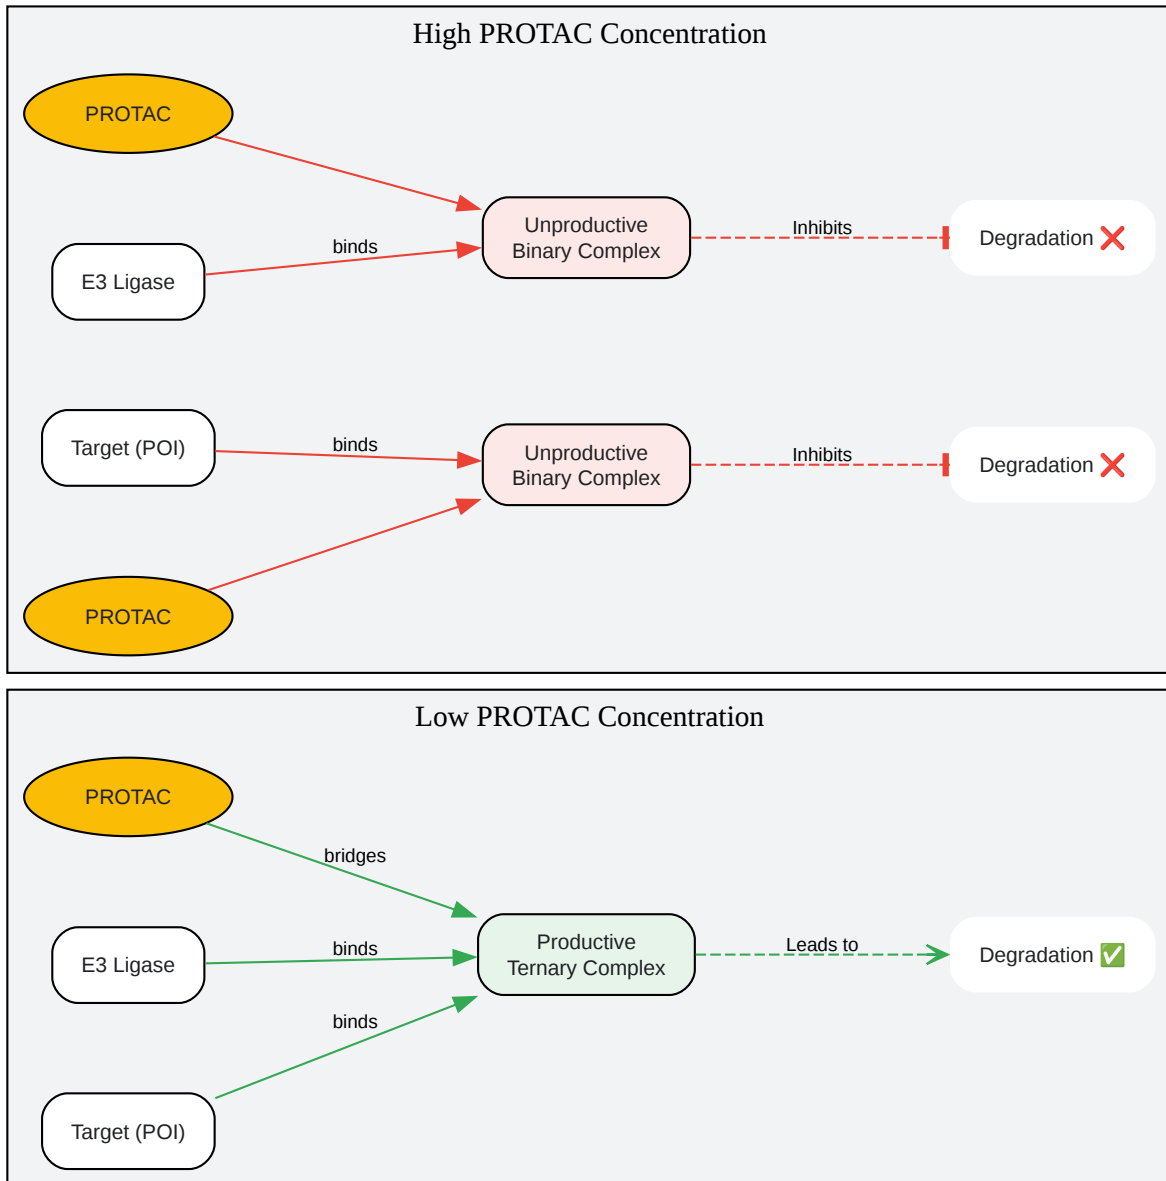 High PROTAC Concentration
PROTAC
E3 Ligase
binds
Unproductive
Binary Complex
Inhibits
Degradation ❌
Target (POI)
binds
Unproductive
Binary Complex
Inhibits
Degradation ❌
PROTAC
Low PROTAC Concentration
PROTAC
bridges
E3 Ligase
binds
Productive
Ternary Complex
Leads to
Degradation ✅
binds
Target (POI)